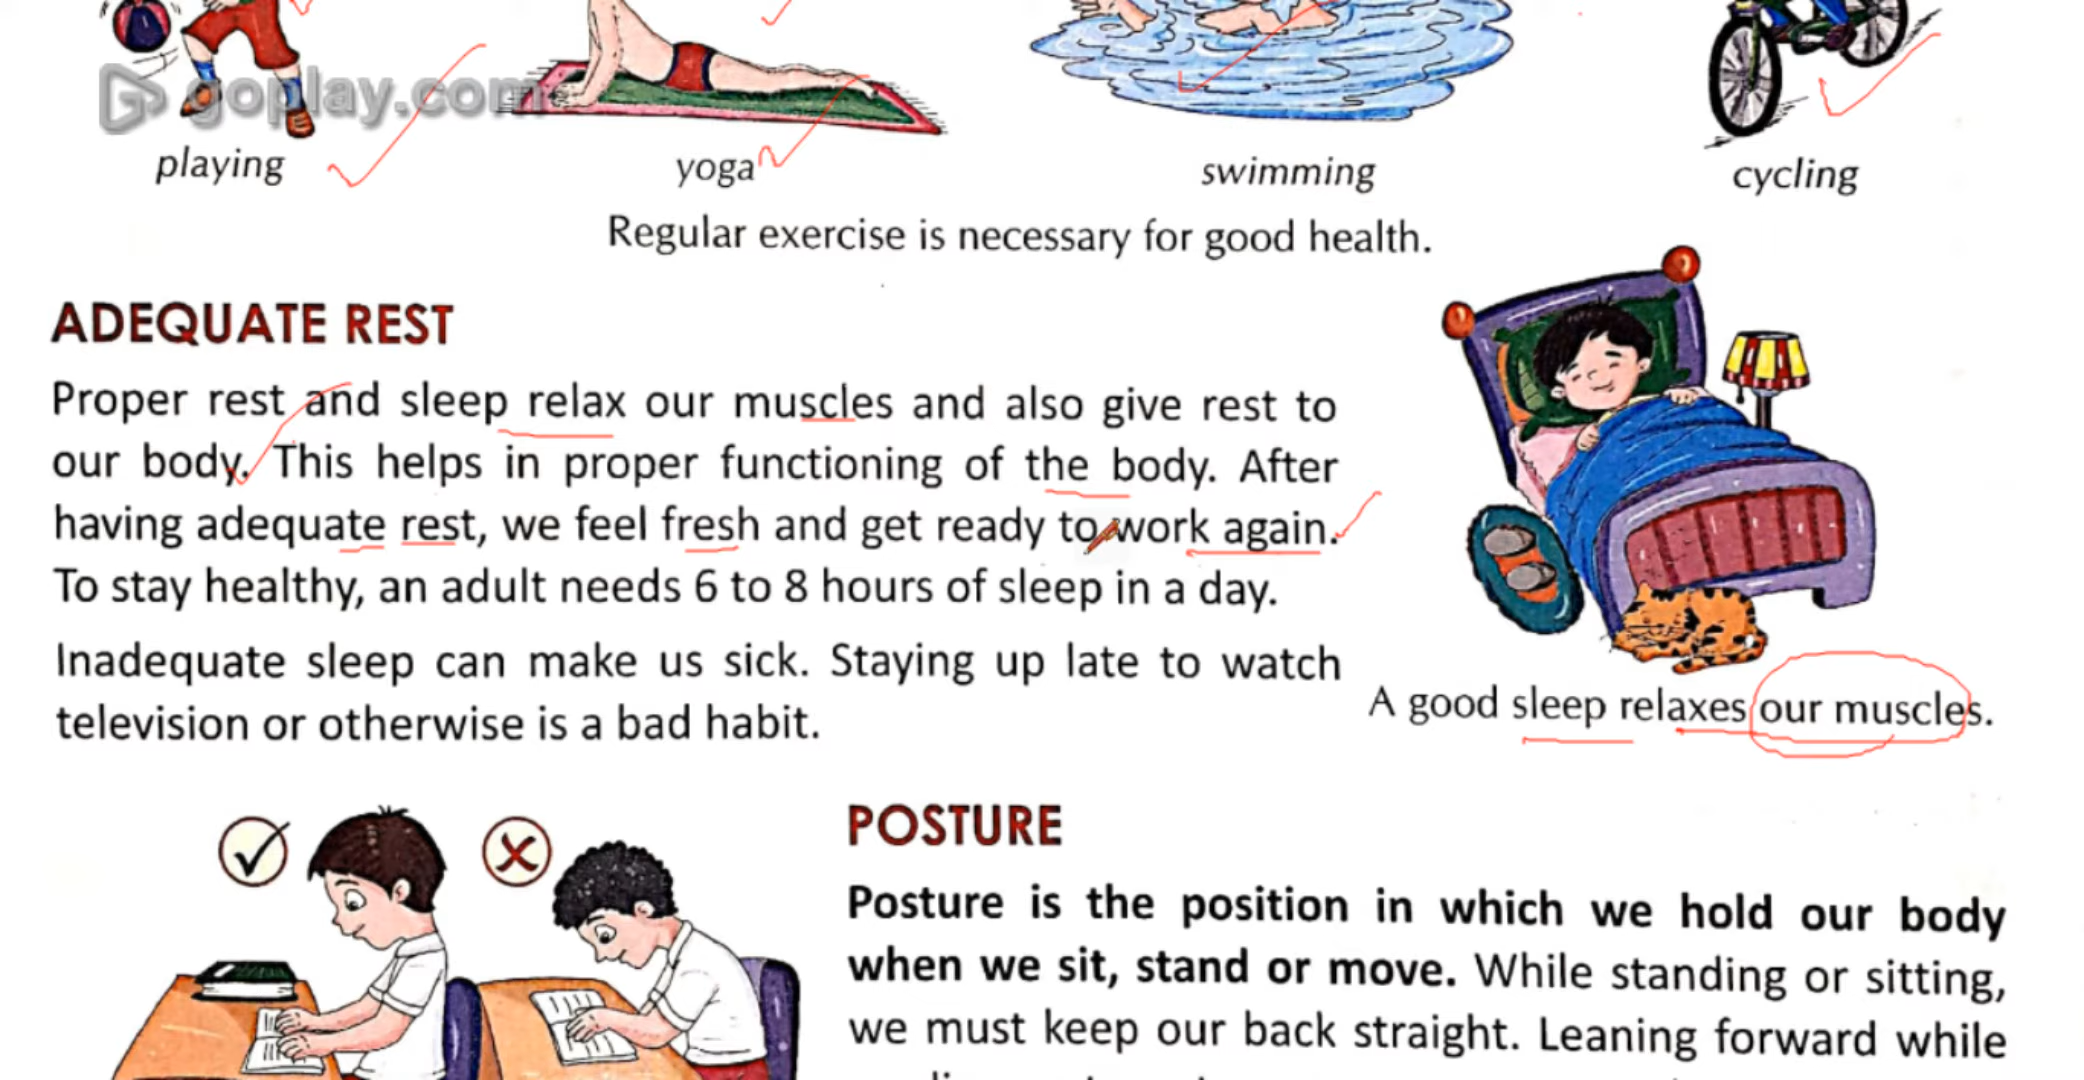 goplay.com
playing
yoga
swimming
cycling
Regular exercise is necessary for good health.
ADEQUATE REST
Proper rest and sleep relax our muscles and also give rest to
our body. This helps in proper functioning of the body. After
having adequate rest, we feel fresh and get ready to work again.
To stay healthy, an adult needs 6 to 8 hours of sleep in a day.
Inadequate sleep can make us sick. Staying up late to watch
television or otherwise is a bad habit.
A good sleep relaxes our muscles.
POSTURE
Posture is the position in which we hold our body
when we sit, stand or move. While standing or sitting,
we must keep our back straight. Leaning forward while